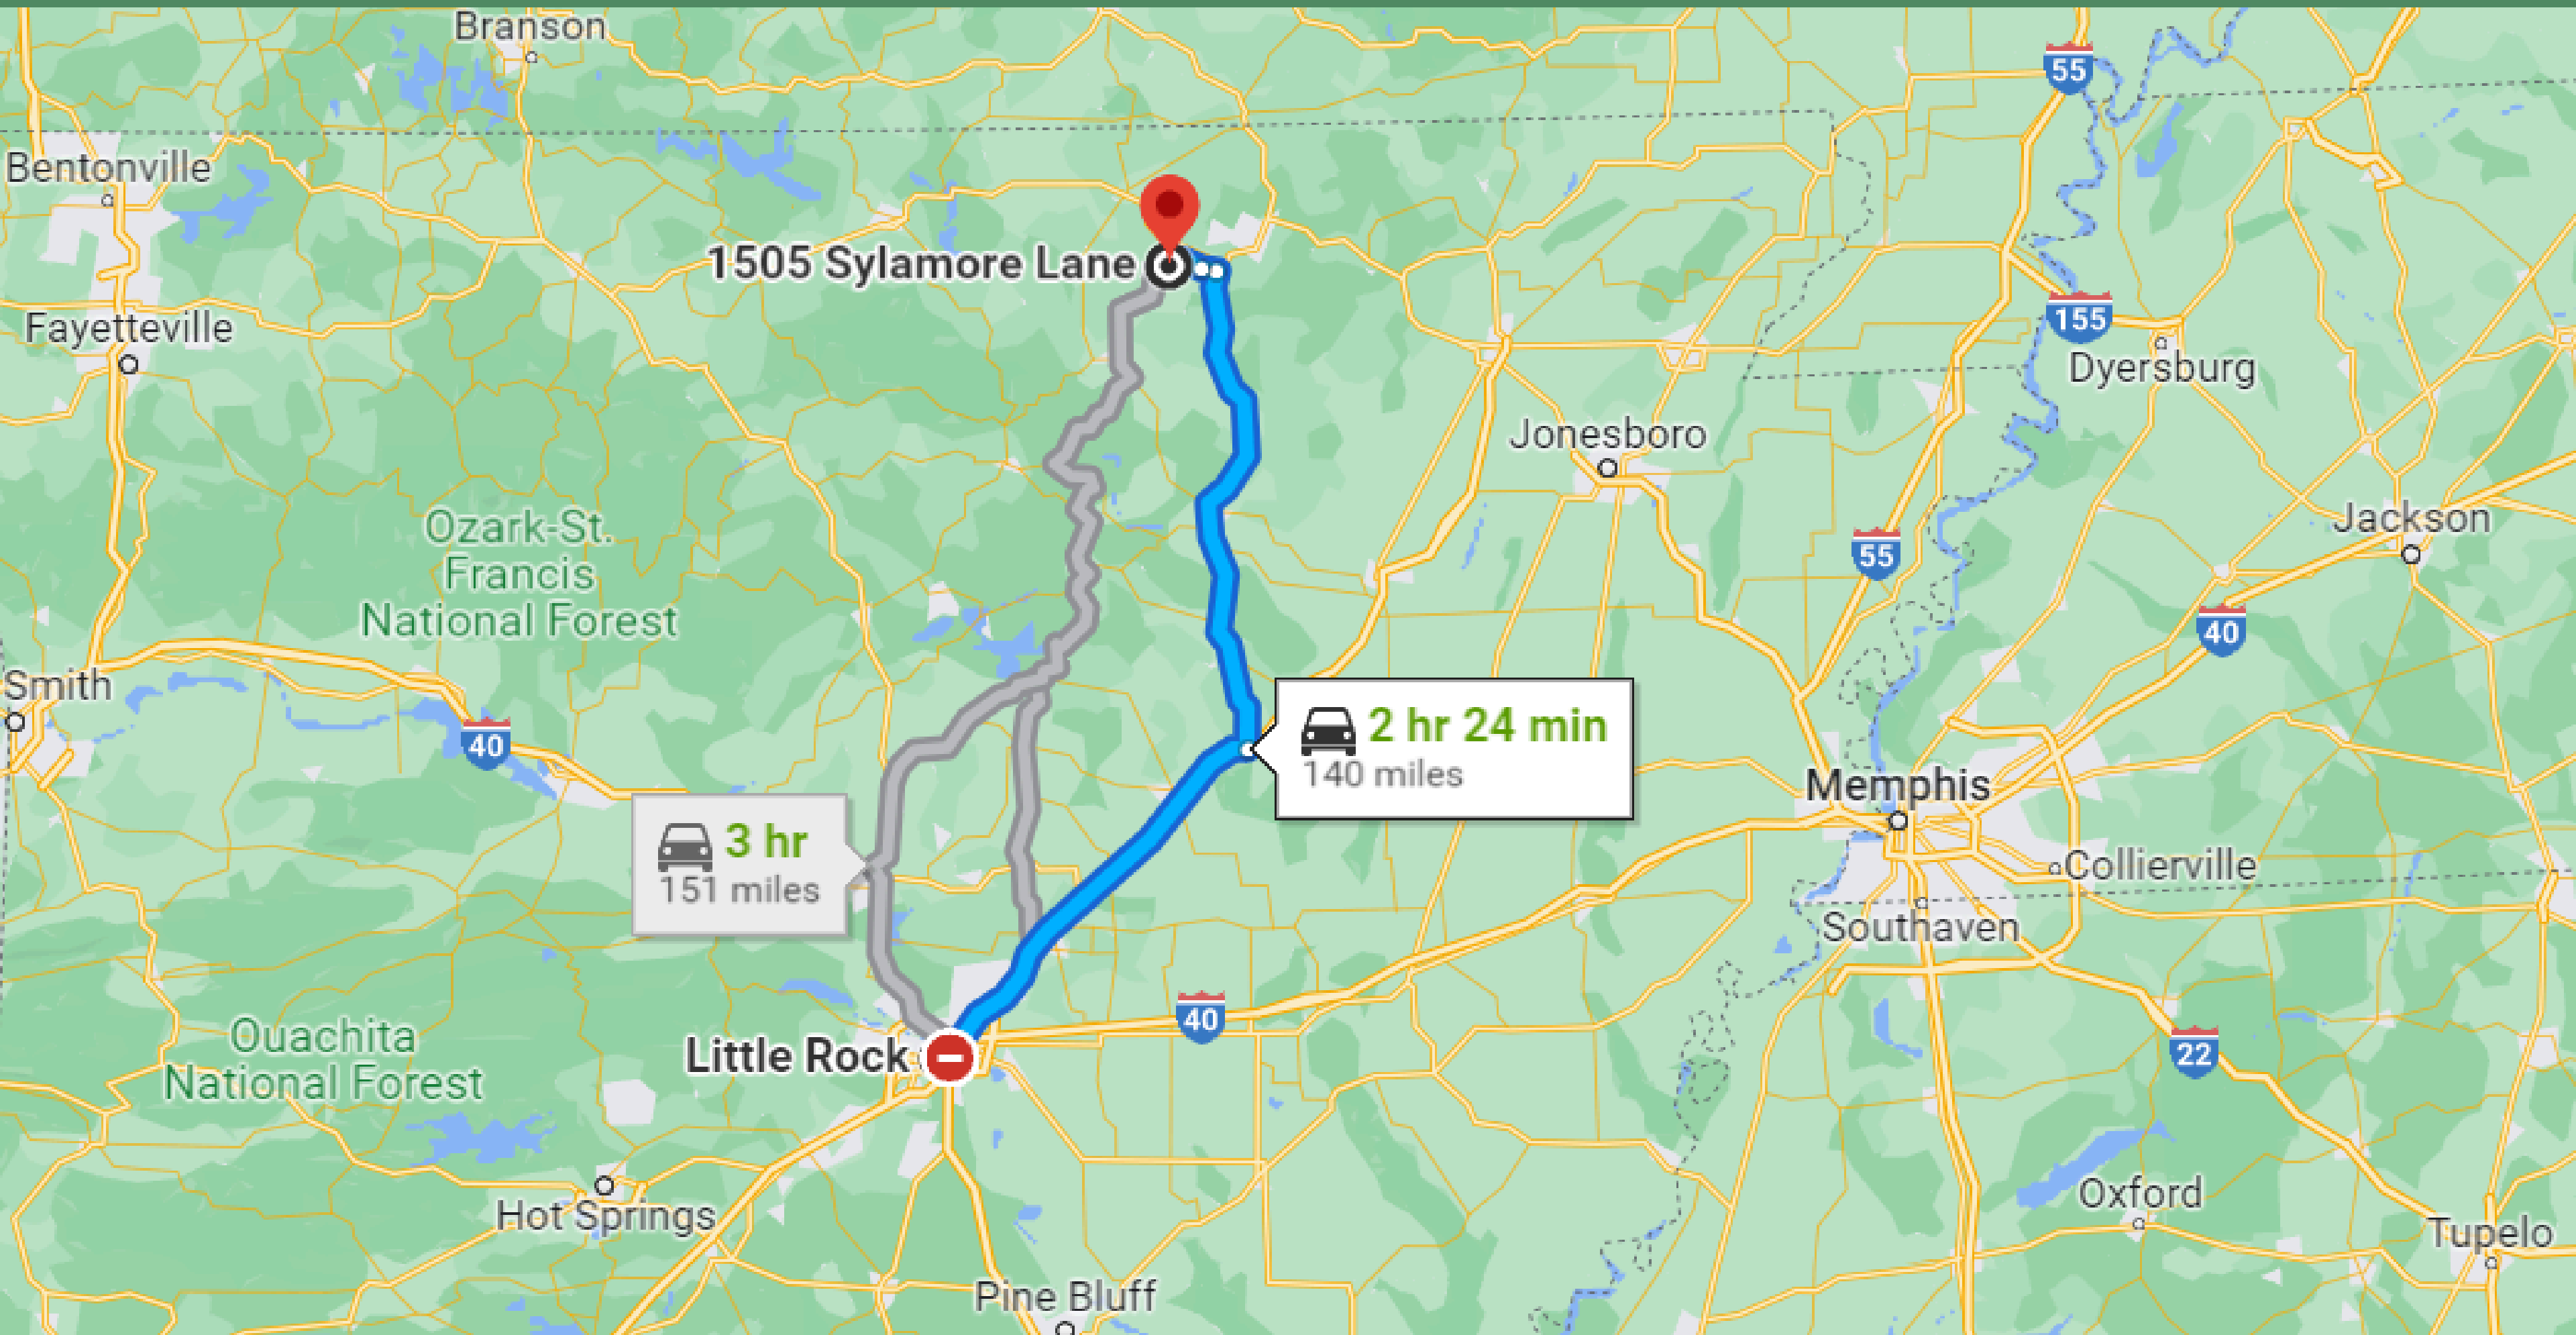 Branson
55
Bentonville
1505 Sylamore Lane
155
Fayetteville
Dyersburg
Jonesboro
Jackson
Ozark-St.
Francis
National Forest
55
40
Smith
40
2 hr 24 min
140 miles
Memphis
3 hr
151 miles
Collierville
Southaven
40
Little Rock
Ouachita
National Forest
22
Hot Springs
Oxford
Tupelo
Pine Bluff